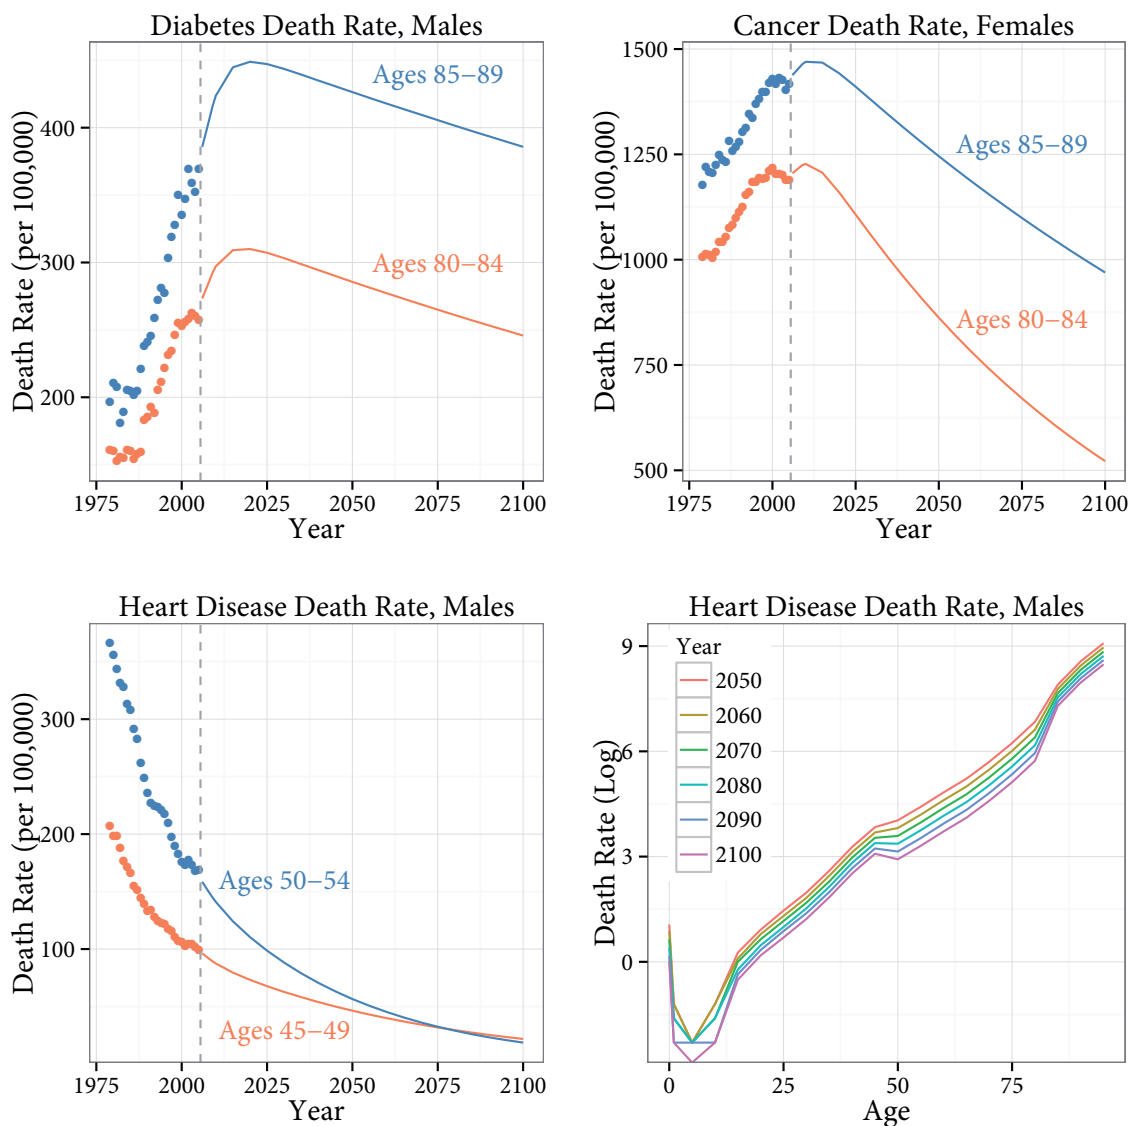 Diabetes Death Rate, Males
Death Rate (per 100,000)
400
300
200
Ages 85–89
Ages 80–84
1975 2000 2025 2050 2075 2100
Year
Cancer Death Rate, Females
Death Rate (per 100,000)
1500
1250
1000
750
500
Ages 85–89
Ages 80–84
1975 2000 2025 2050 2075 2100
Year
Heart Disease Death Rate, Males
Death Rate (per 100,000)
300
200
100
Ages 50–54
Ages 45–49
1975 2000 2025 2050 2075 2100
Year
Heart Disease Death Rate, Males
Death Rate (Log)
9
6
3
0
Year
2050
2060
2070
2080
2090
2100
0 25 50 75
Age